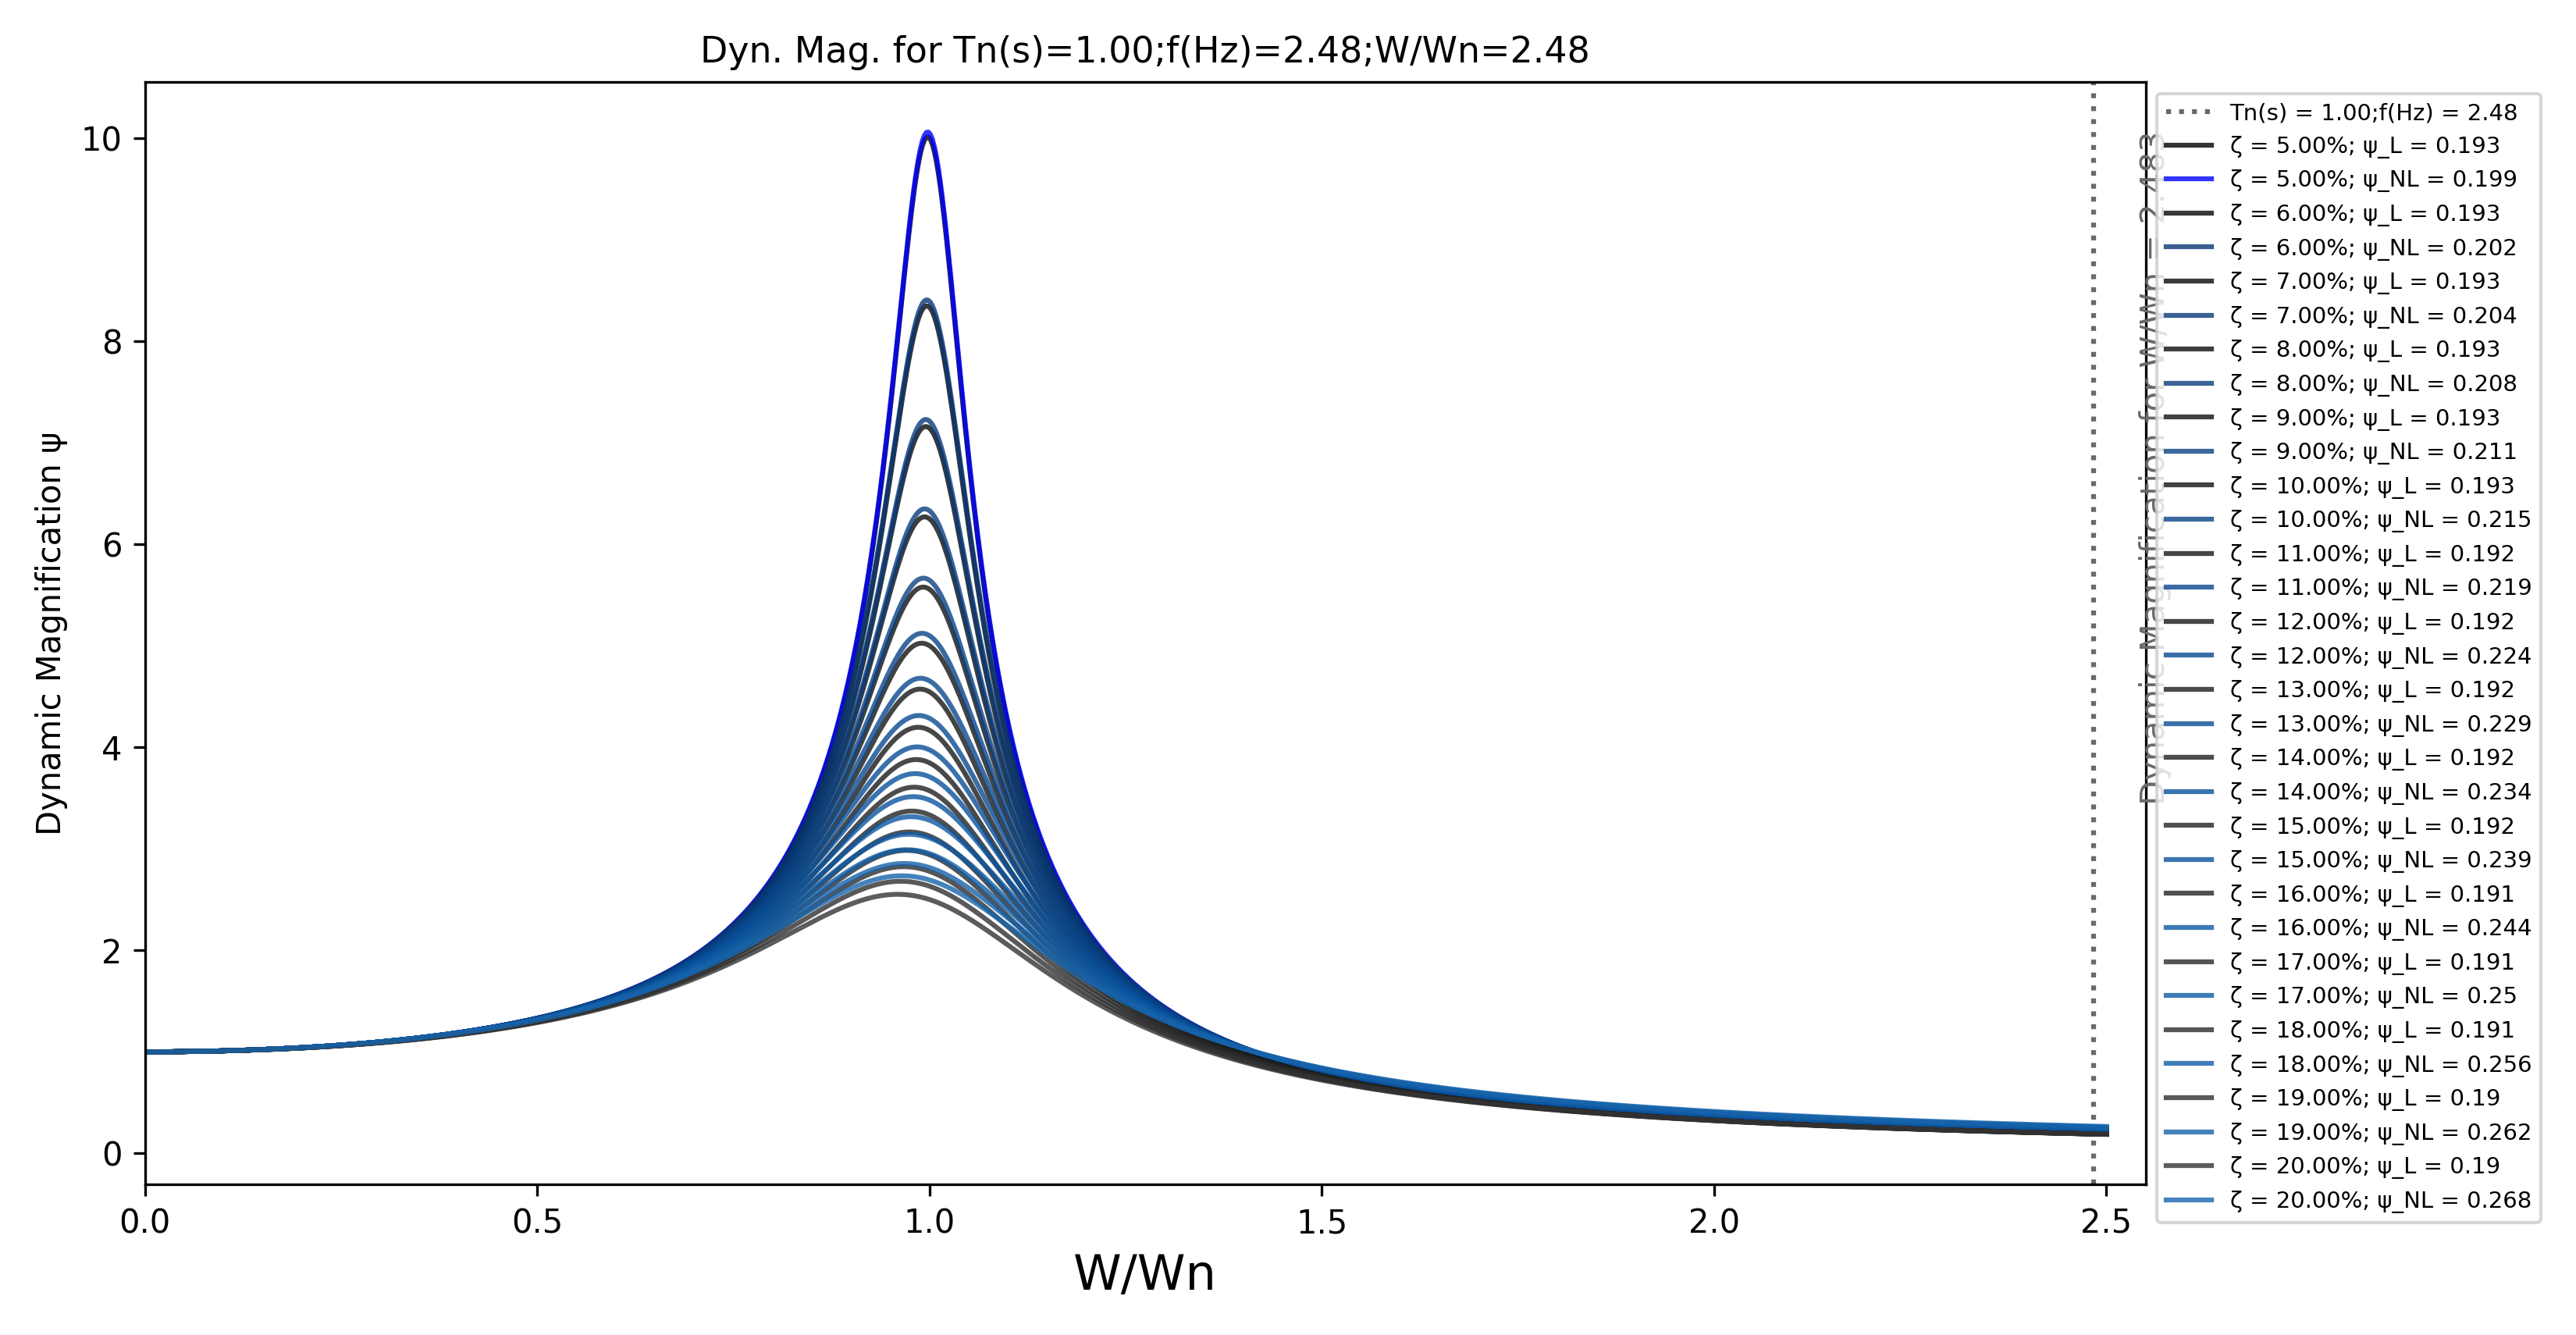 Dyn. Mag. for Tn(s)=1.00;f(Hz)=2.48;W/Wn=2.48
Dynamic Magnification ψ
10
8
6
4
2
0
0.0
0.5
1.0
1.5
2.0
2.5
W/Wn
Dynamic Magnification for W/Wn = 2.483
Tn(s) = 1.00;f(Hz) = 2.48
ζ = 5.00%; ψ_L = 0.193
ζ = 5.00%; ψ_NL = 0.199
ζ = 6.00%; ψ_L = 0.193
ζ = 6.00%; ψ_NL = 0.202
ζ = 7.00%; ψ_L = 0.193
ζ = 7.00%; ψ_NL = 0.204
ζ = 8.00%; ψ_L = 0.193
ζ = 8.00%; ψ_NL = 0.208
ζ = 9.00%; ψ_L = 0.193
ζ = 9.00%; ψ_NL = 0.211
ζ = 10.00%; ψ_L = 0.193
ζ = 10.00%; ψ_NL = 0.215
ζ = 11.00%; ψ_L = 0.192
ζ = 11.00%; ψ_NL = 0.219
ζ = 12.00%; ψ_L = 0.192
ζ = 12.00%; ψ_NL = 0.224
ζ = 13.00%; ψ_L = 0.192
ζ = 13.00%; ψ_NL = 0.229
ζ = 14.00%; ψ_L = 0.192
ζ = 14.00%; ψ_NL = 0.234
ζ = 15.00%; ψ_L = 0.192
ζ = 15.00%; ψ_NL = 0.239
ζ = 16.00%; ψ_L = 0.191
ζ = 16.00%; ψ_NL = 0.244
ζ = 17.00%; ψ_L = 0.191
ζ = 17.00%; ψ_NL = 0.25
ζ = 18.00%; ψ_L = 0.191
ζ = 18.00%; ψ_NL = 0.256
ζ = 19.00%; ψ_L = 0.19
ζ = 19.00%; ψ_NL = 0.262
ζ = 20.00%; ψ_L = 0.19
ζ = 20.00%; ψ_NL = 0.268